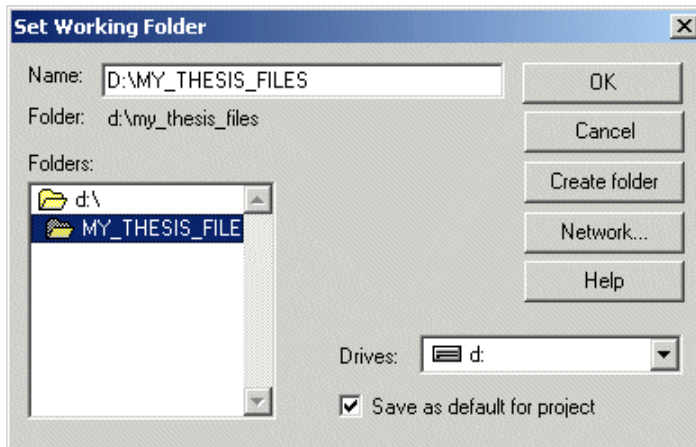 Set Working Folder
Name: D:\MY_THESIS_FILES
OK
Folder: d:\my_thesis_files
Cancel
Folders:
Create folder
d:\
MY_THESIS_FILE
Network...
Help
Drives: d:
Save as default for project